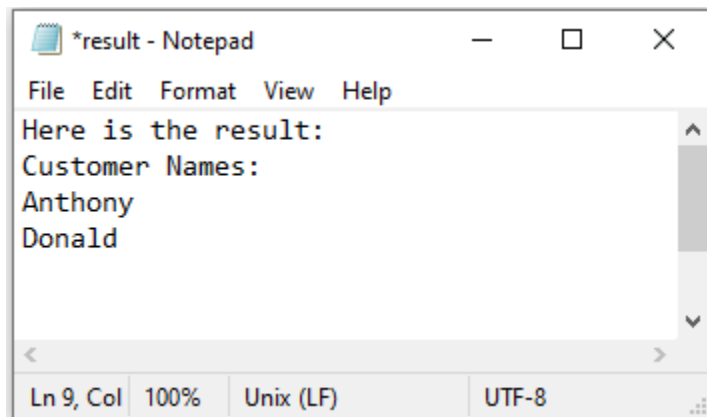 *result - Notepad
File Edit Format View Help
Here is the result:
Customer Names:
Anthony
Donald
Ln 9, Col 100% Unix (LF) UTF-8